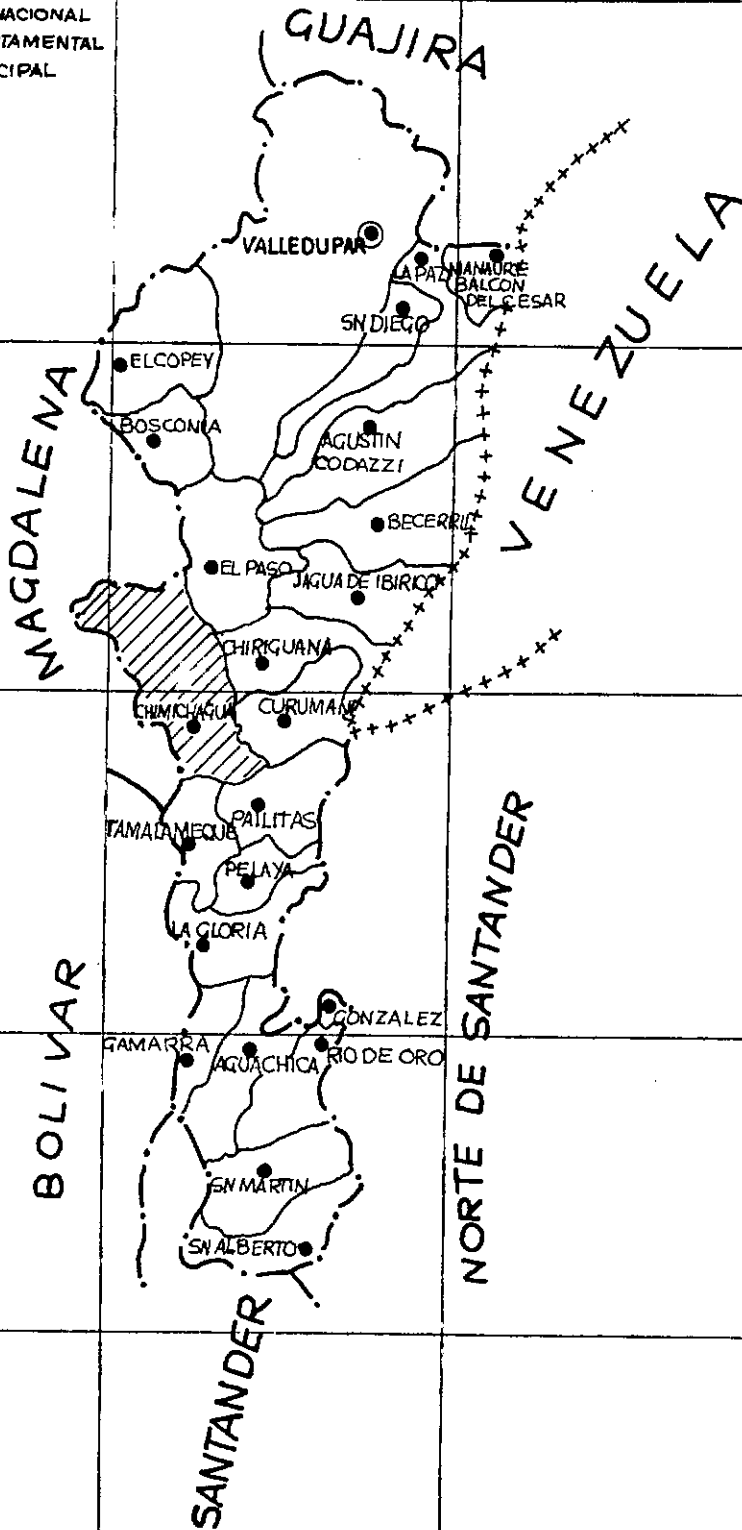 NACIONAL
TAMENTAL
CIPAL
GUAJIRA
VALLEDUPAR
LA PAZ
MANAURE
BALCON
DEL CESAR
SN DIEGO
VENEZUELA
EL COPEY
MAGDALENA
BOSCONIA
AGUSTIN
CODAZZI
BECERRIL
EL PASO
JAGUA DE IBIRICO
CHIRIGUANA
CHIMICHAGUA
CURUMANI
PAILITAS
TAMALAMEQUE
PELAYA
LA GLORIA
BOLIVAR
NORTE DE SANTANDER
GONZALEZ
GAMARRA
AGUACHICA
RIO DE ORO
SN MARTIN
SN ALBERTO
SANTANDER